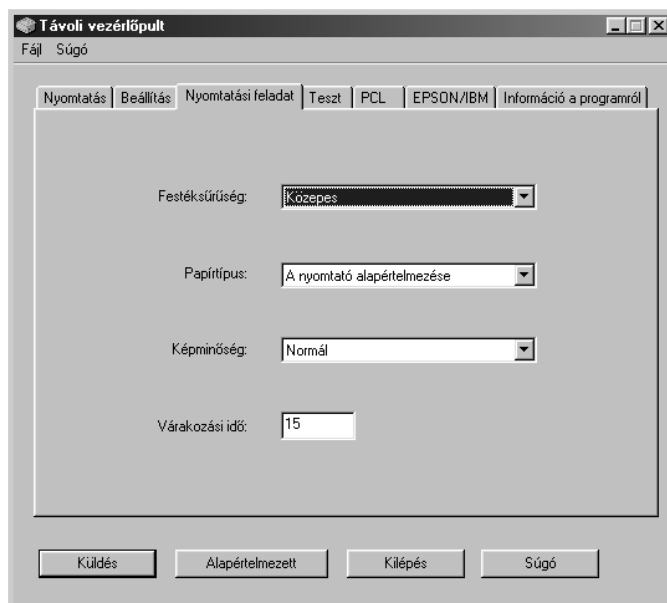 Távoli vezérlőpult
Fájl Súgó
Nyomtatás Beállítás Nyomtatási feladat Teszt PCL EPSON/IBM Információ a programról
Festéksűrűség: Közepes
Papírtípus: A nyomtató alapértelmezése
Képminőség: Normál
Várakozási idő: 15
Küldés Alapértelmezett Kilépés Súgó